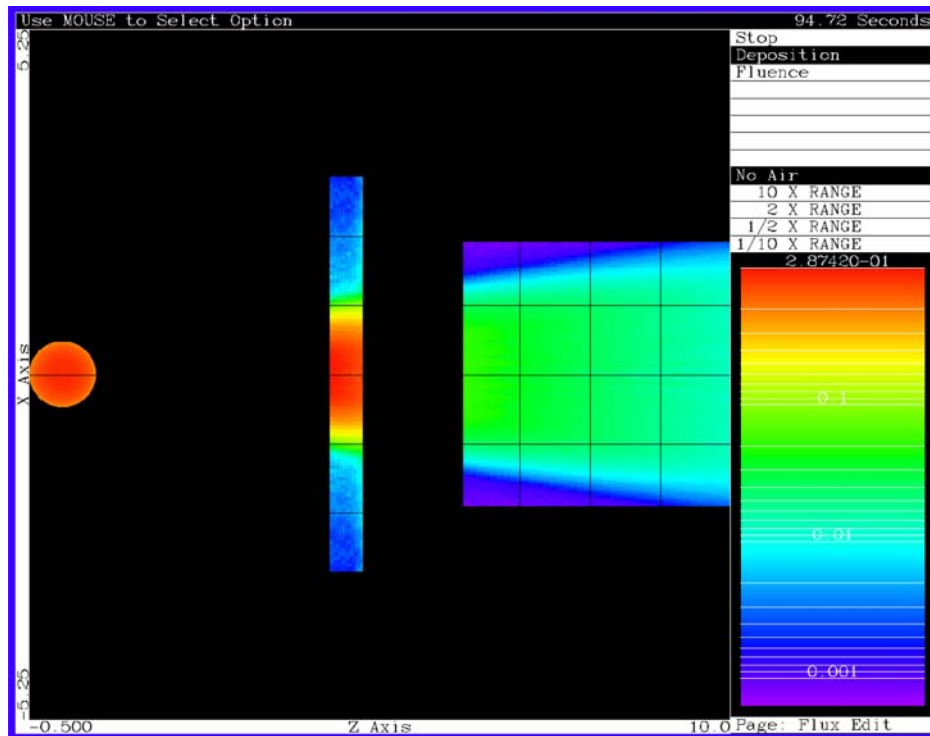 Use MOUSE to Select Option
94.72 Seconds
Stop
Deposition
Fluence
No Air
10 X RANGE
2 X RANGE
1/2 X RANGE
1/10 X RANGE
2.87420-01
0.1
0.01
0.001
5.25
X Axis
-5.25
-0.500
Z Axis
10.0
Page: Flux Edit